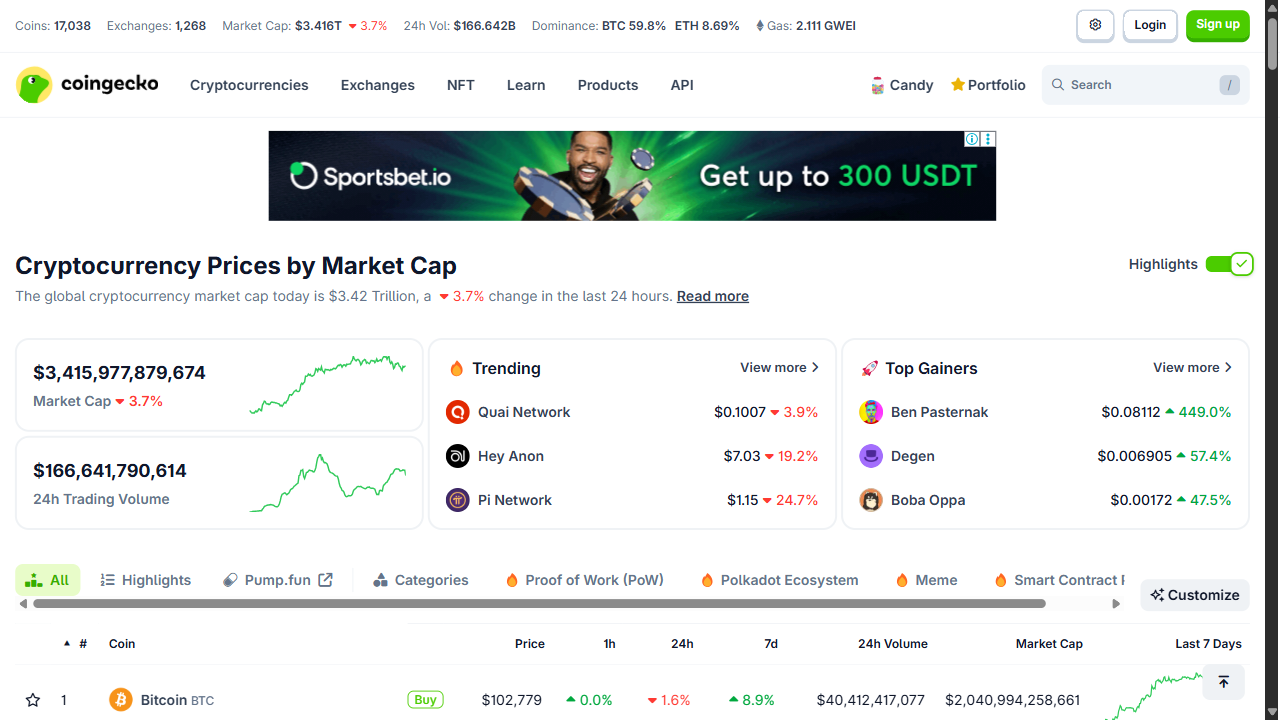 Coins: 17,038 Exchanges: 1,268 Market Cap: $3.416T 3.7% 24h Vol: $166.642B Dominance: BTC 59.8% ETH 8.69% Gas: 2.111 GWEI Login Sign up
coingecko Cryptocurrencies Exchanges NFT Learn Products API Candy Portfolio Search /
Sportsbet.io Get up to 300 USDT
Cryptocurrency Prices by Market Cap Highlights
The global cryptocurrency market cap today is $3.42 Trillion, a 3.7% change in the last 24 hours. Read more
$3,415,977,879,674
Market Cap 3.7%
$166,641,790,614
24h Trading Volume
Trending View more
Quai Network $0.1007 3.9%
Hey Anon $7.03 19.2%
Pi Network $1.15 24.7%
Top Gainers View more
Ben Pasternak $0.08112 449.0%
Degen $0.006905 57.4%
Boba Oppa $0.00172 47.5%
All Highlights Pump.fun Categories Proof of Work (PoW) Polkadot Ecosystem Meme Smart Contract Customize
# Coin Price 1h 24h 7d 24h Volume Market Cap Last 7 Days
1 Bitcoin BTC Buy $102,779 0.0% 1.6% 8.9% $40,412,417,077 $2,040,994,258,661